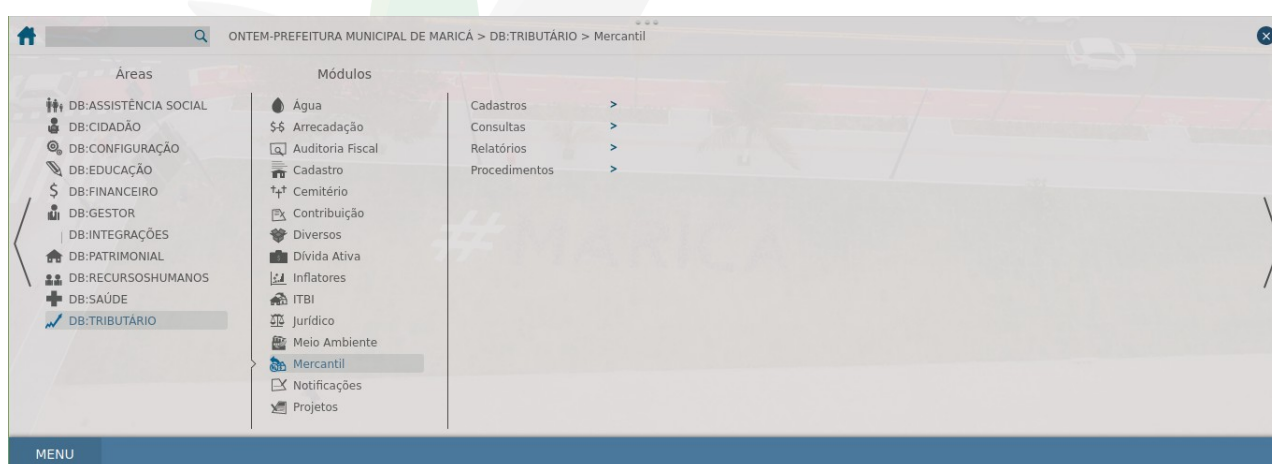 ONTEM-PREFEITURA MUNICIPAL DE MARICÁ > DB:TRIBUTÁRIO > Mercantil
Áreas
DB:ASSISTÊNCIA SOCIAL
DB:CIDADÃO
DB:CONFIGURAÇÃO
DB:EDUCAÇÃO
DB:FINANCEIRO
DB:GESTOR
DB:INTEGRAÇÕES
DB:PATRIMONIAL
DB:RECURSOSHUMANOS
DB:SAÚDE
DB:TRIBUTÁRIO
Módulos
Água
Arrecadação
Auditoria Fiscal
Cadastro
Cemitério
Contribuição
Diversos
Dívida Ativa
Inflatores
ITBI
Jurídico
Meio Ambiente
Mercantil
Notificações
Projetos
Cadastros >
Consultas >
Relatórios >
Procedimentos >
#MARICÁ
MENU